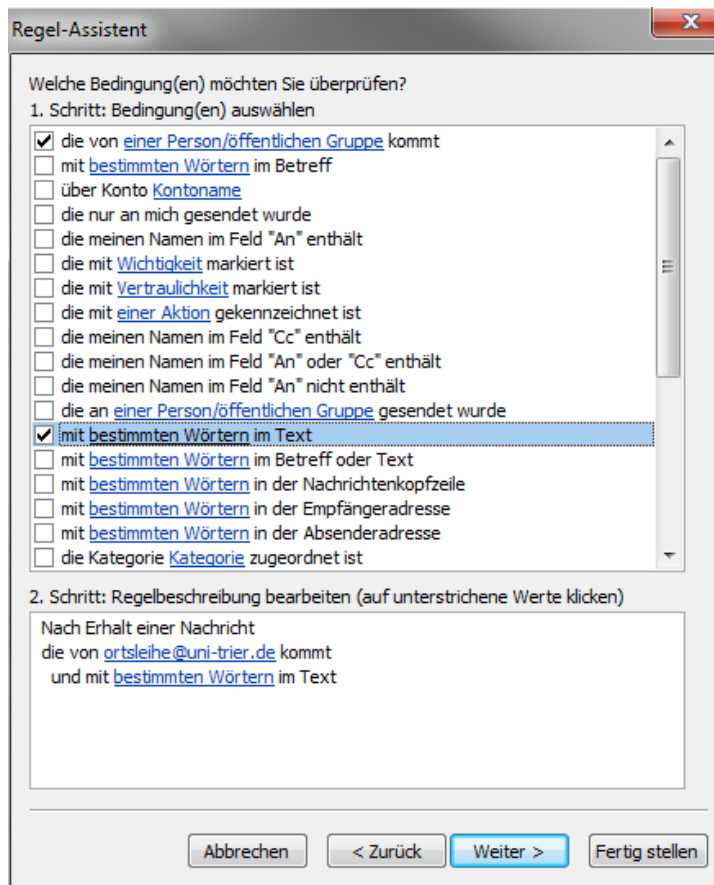 Regel-Assistent
Welche Bedingung(en) möchten Sie überprüfen?
1. Schritt: Bedingung(en) auswählen
die von einer Person/öffentlichen Gruppe kommt
mit bestimmten Wörtern im Betreff
über Konto Kontoname
die nur an mich gesendet wurde
die meinen Namen im Feld "An" enthält
die mit Wichtigkeit markiert ist
die mit Vertraulichkeit markiert ist
die mit einer Aktion gekennzeichnet ist
die meinen Namen im Feld "Cc" enthält
die meinen Namen im Feld "An" oder "Cc" enthält
die meinen Namen im Feld "An" nicht enthält
die an einer Person/öffentlichen Gruppe gesendet wurde
mit bestimmten Wörtern im Text
mit bestimmten Wörtern im Betreff oder Text
mit bestimmten Wörtern in der Nachrichtenkopfzeile
mit bestimmten Wörtern in der Empfängeradresse
mit bestimmten Wörtern in der Absenderadresse
die Kategorie Kategorie zugeordnet ist
2. Schritt: Regelbeschreibung bearbeiten (auf unterstrichene Werte klicken)
Nach Erhalt einer Nachricht
die von ortsleihe@uni-trier.de kommt
und mit bestimmten Wörtern im Text
Abbrechen < Zurück Weiter > Fertig stellen